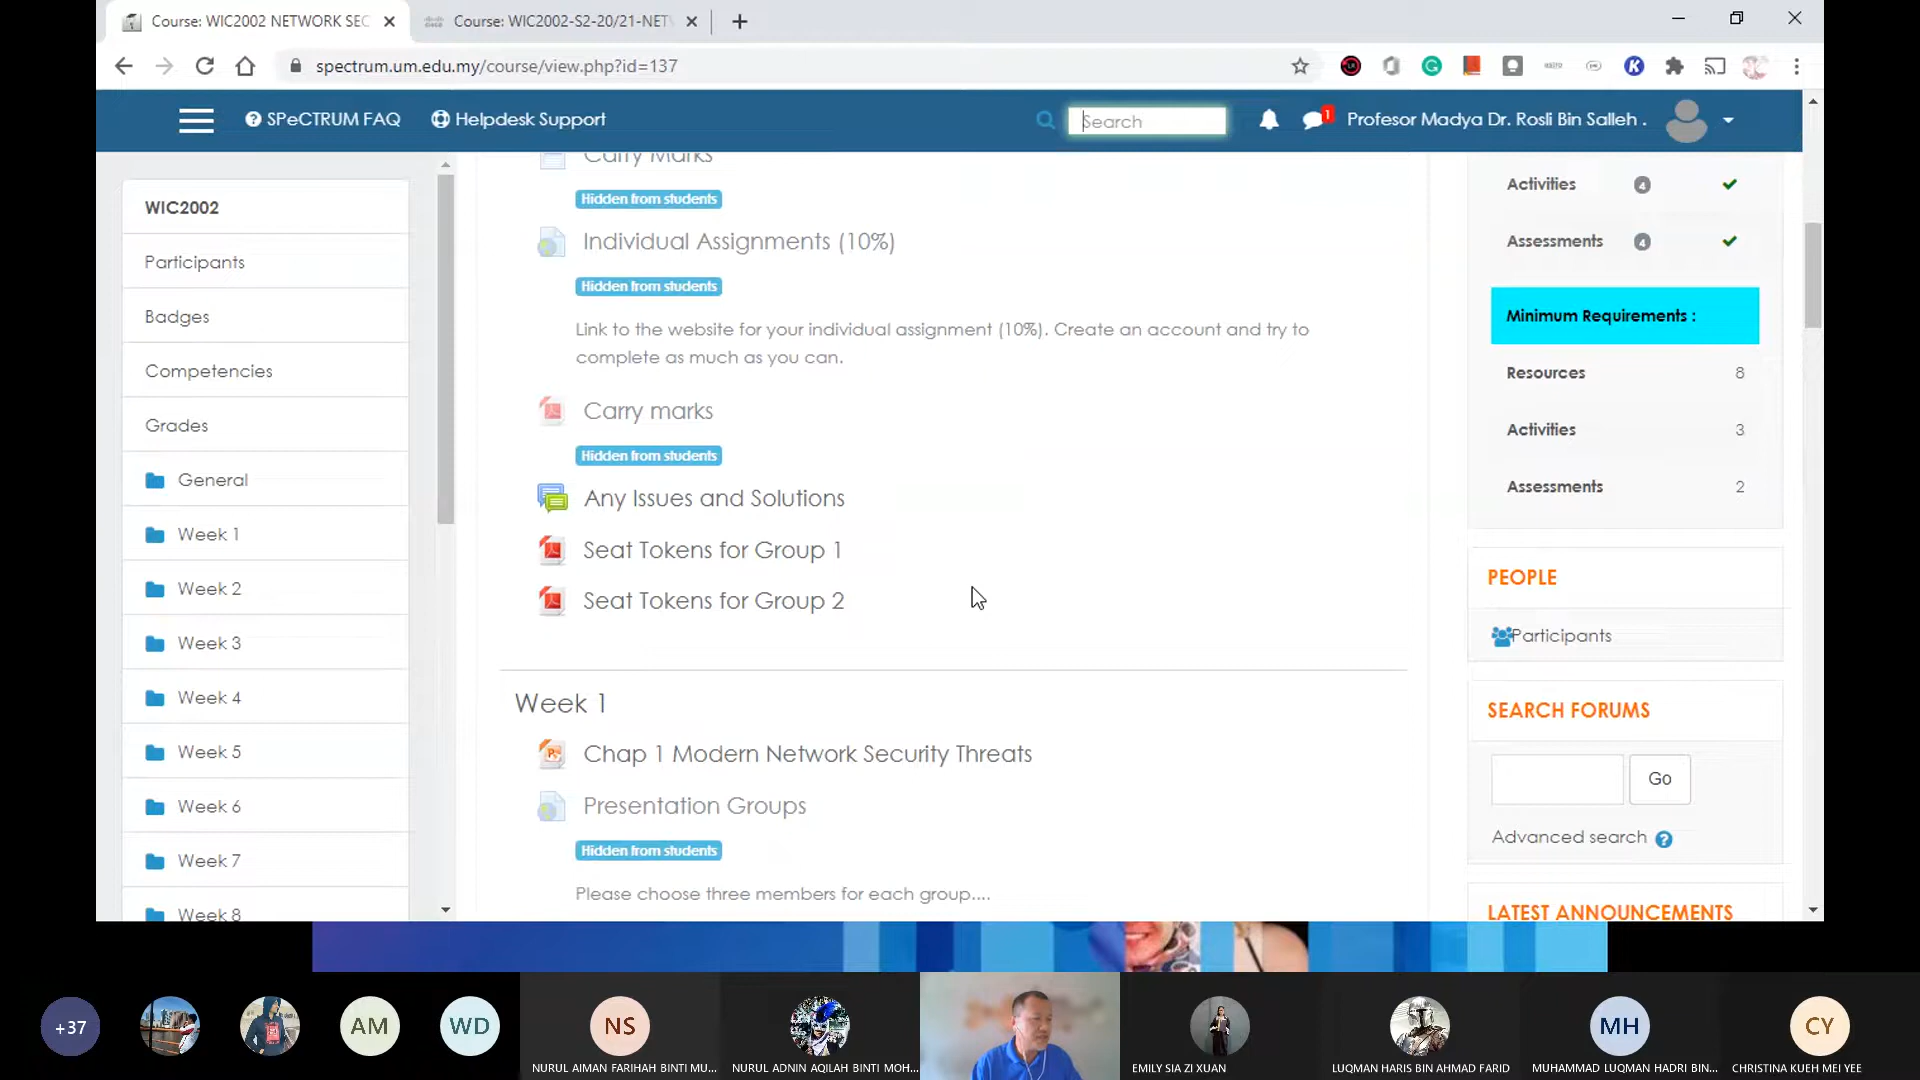 Course: WIC2002 NETWORK SEC
Course: WIC2002-S2-20/21-NET
spectrum.um.edu.my/course/view.php?id=137
SPeCTRUM FAQ
Helpdesk Support
Search
1
Profesor Madya Dr. Rosli Bin Salleh .
WIC2002
Participants
Badges
Competencies
Grades
General
Week 1
Week 2
Week 3
Week 4
Week 5
Week 6
Week 7
Week 8
Carry Marks
Hidden from students
Individual Assignments (10%)
Hidden from students
Link to the website for your individual assignment (10%). Create an account and try to
complete as much as you can.
Carry marks
Hidden from students
Any Issues and Solutions
Seat Tokens for Group 1
Seat Tokens for Group 2
Week 1
Chap 1 Modern Network Security Threats
Presentation Groups
Hidden from students
Please choose three members for each group....
Activities 4
Assessments 4
Minimum Requirements :
Resources 8
Activities 3
Assessments 2
PEOPLE
Participants
SEARCH FORUMS
Go
Advanced search
LATEST ANNOUNCEMENTS
+37
AM
WD
NS
MH
CY
NURUL AIMAN FARIHAH BINTI MU...
NURUL ADNIN AQILAH BINTI MOH...
EMILY SIA ZI XUAN
LUQMAN HARIS BIN AHMAD FARID
MUHAMMAD LUQMAN HADRI BIN...
CHRISTINA KUEH MEI YEE